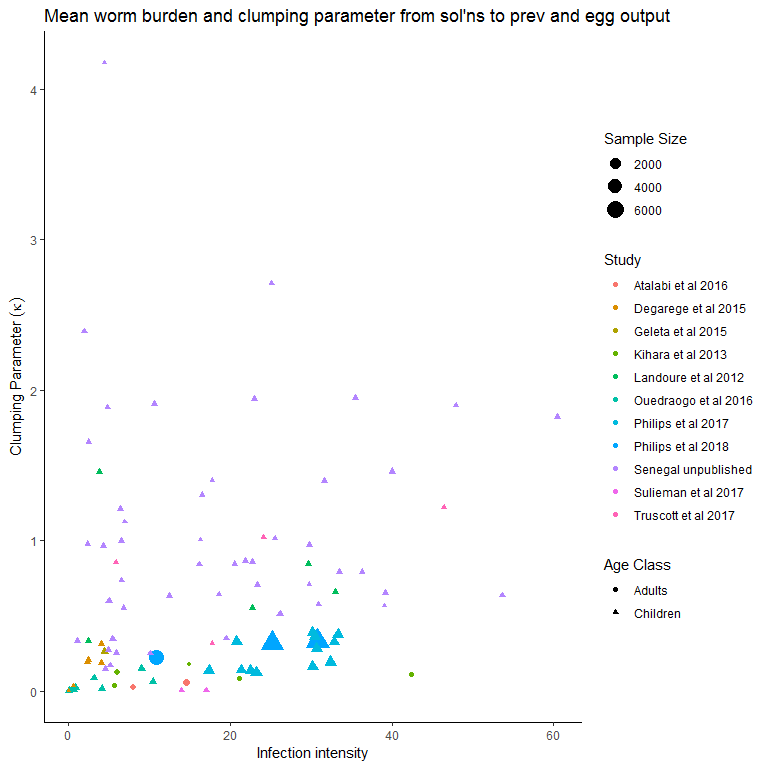 Mean worm burden and clumping parameter from sol'ns to prev and egg output
Clumping Parameter (κ)
4
3
2
1
0
0 20 40 60
Infection intensity
Sample Size
2000
4000
6000
Study
Atalabi et al 2016
Degarege et al 2015
Geleta et al 2015
Kihara et al 2013
Landoure et al 2012
Ouedraogo et al 2016
Philips et al 2017
Philips et al 2018
Senegal unpublished
Sulieman et al 2017
Truscott et al 2017
Age Class
Adults
Children